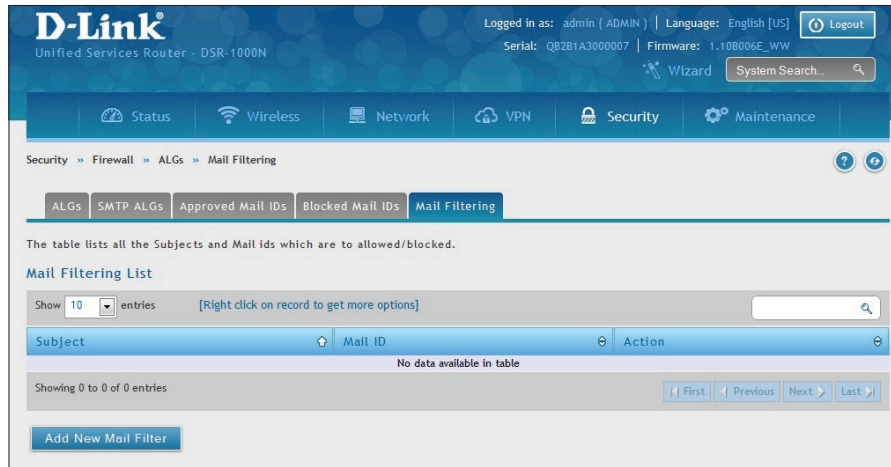 D-Link
Unified Services Router - DSR-1000N
Logged in as: admin ( ADMIN ) | Language: English [US]
Logout
Serial: QB2B1A3000007 | Firmware: 1.10B006E_WW
Wizard
System Search...
Status
Wireless
Network
VPN
Security
Maintenance
Security » Firewall » ALGs » Mail Filtering
ALGs
SMTP ALGs
Approved Mail IDs
Blocked Mail IDs
Mail Filtering
The table lists all the Subjects and Mail ids which are to allowed/blocked.
Mail Filtering List
Show 10 entries
[Right click on record to get more options]
Subject
Mail ID
Action
No data available in table
Showing 0 to 0 of 0 entries
First
Previous
Next
Last
Add New Mail Filter